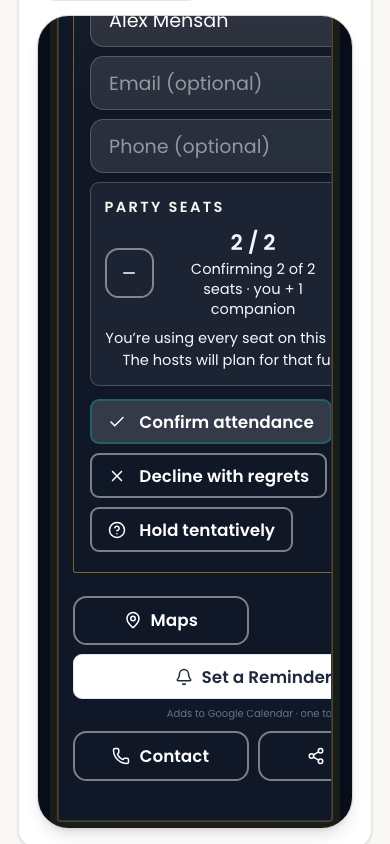 Alex Mensah
Email (optional)
Phone (optional)
PARTY SEATS
2 / 2
Confirming 2 of 2
seats · you + 1
companion
You’re using every seat on this
The hosts will plan for that fu
Confirm attendance
Decline with regrets
Hold tentatively
Maps
Set a Reminder
Adds to Google Calendar · one to
Contact